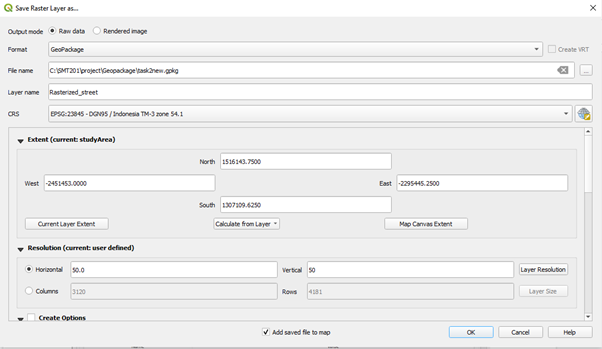 Save Raster Layer as...
Output mode Raw data Rendered image
Format GeoPackage Create VRT
File name C:\SMT201\project\Geopackage\task2new.gpkg ...
Layer name Rasterized_street
CRS EPSG:23845 - DGN95 / Indonesia TM-3 zone 54.1
Extent (current: studyArea)
North 1516143.7500
West -2451453.0000 East -2295445.2500
South 1307109.6250
Current Layer Extent Calculate from Layer Map Canvas Extent
Resolution (current: user defined)
Horizontal 50.0 Vertical 50 Layer Resolution
Columns 3120 Rows 4181 Layer Size
Create Options
Add saved file to map OK Cancel Help